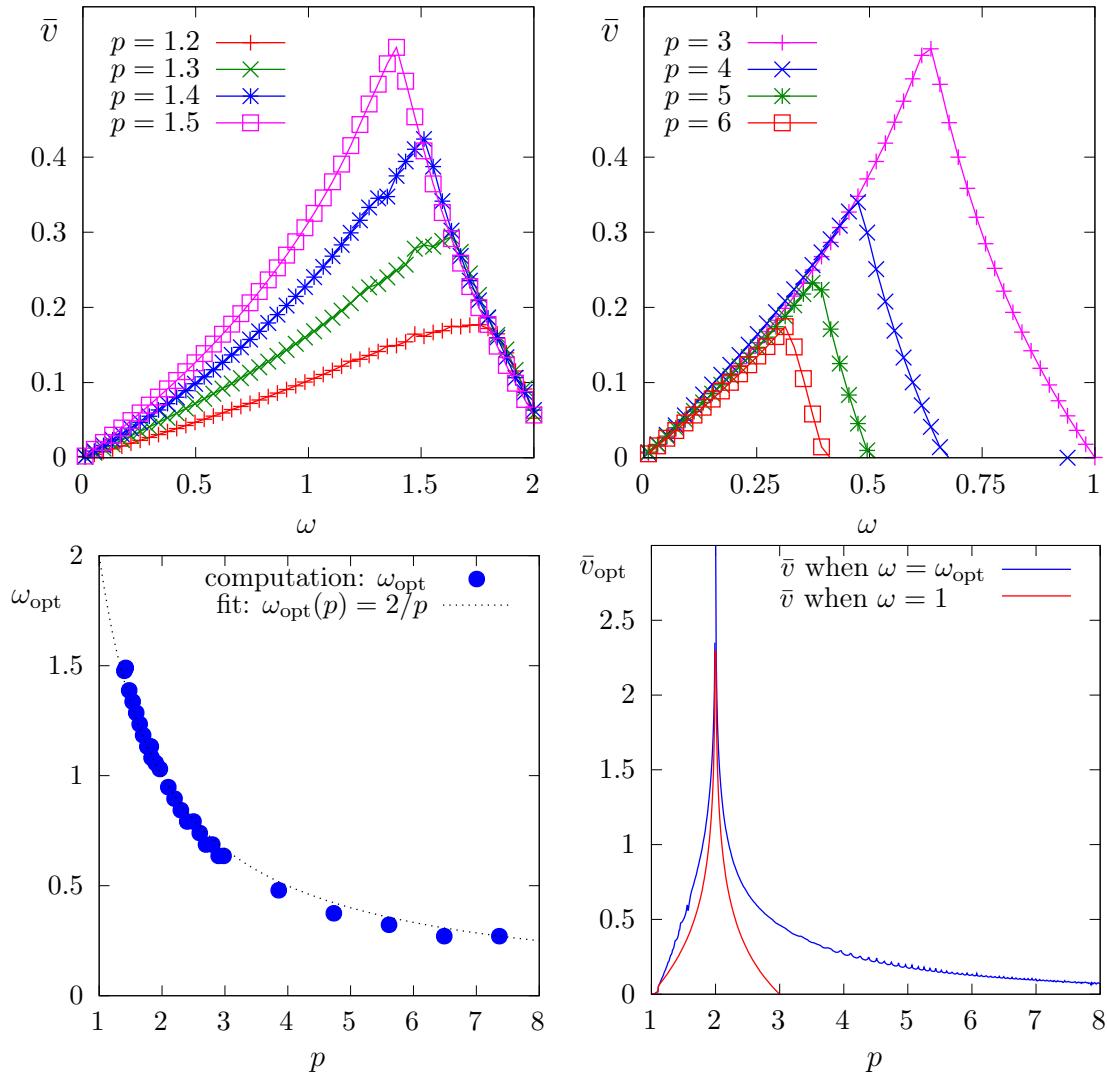 v̄
p = 1.2
p = 1.3
p = 1.4
p = 1.5
0.4
0.3
0.2
0.1
0
0 0.5 1 1.5 2
ω
v̄
p = 3
p = 4
p = 5
p = 6
0.4
0.3
0.2
0.1
0
0 0.25 0.5 0.75 1
ω
ω_opt
computation: ω_opt
fit: ω_opt(p) = 2/p
2
1.5
1
0.5
0
1 2 3 4 5 6 7 8
p
v̄_opt
v̄ when ω = ω_opt
v̄ when ω = 1
2.5
2
1.5
1
0.5
0
1 2 3 4 5 6 7 8
p